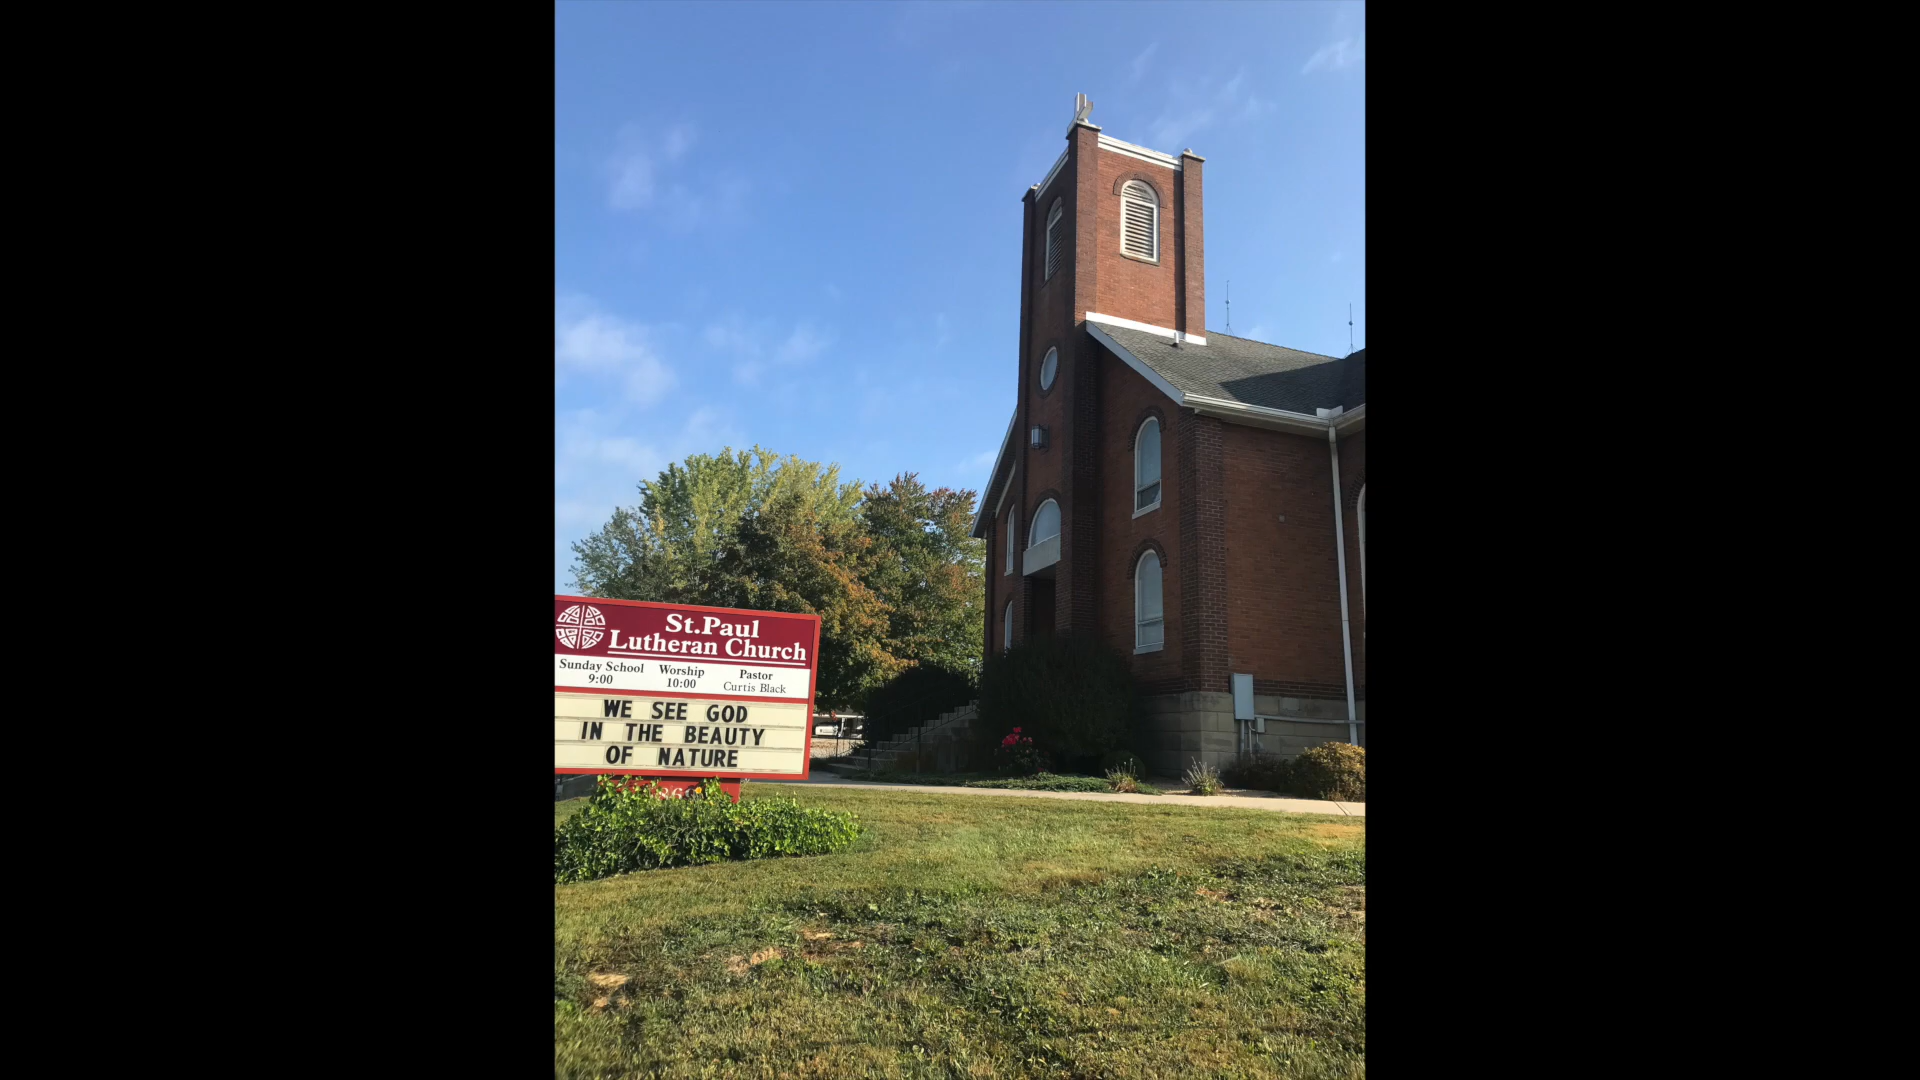 St.Paul
Lutheran Church
Sunday School Worship Pastor
9:00 10:00 Curtis Black
WE SEE GOD
IN THE BEAUTY
OF NATURE